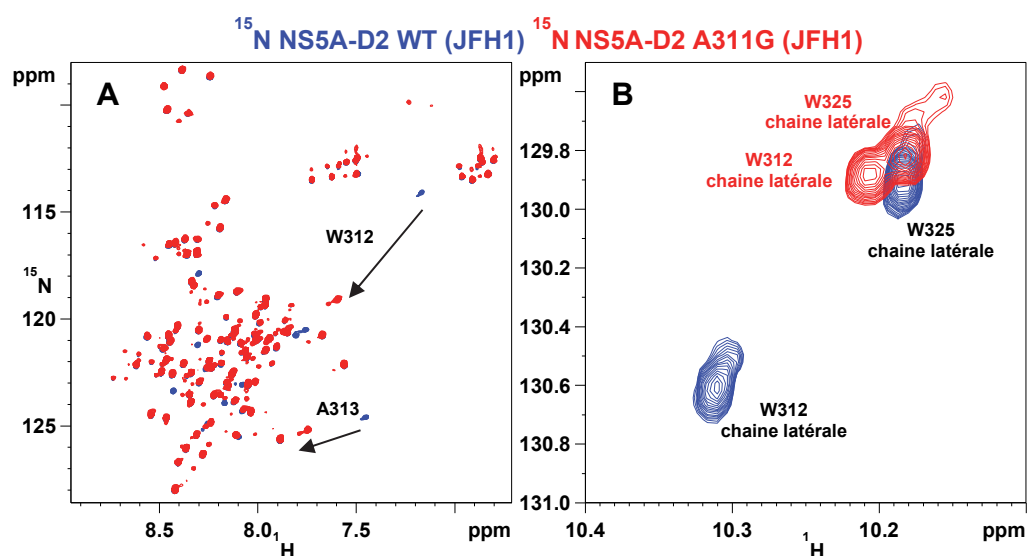 15N NS5A-D2 WT (JFH1) 15N NS5A-D2 A311G (JFH1)
ppm
A
W312
115
15N
120
A313
125
8.5 8.0 7.5 ppm
1H
ppm
B
W325
chaine latérale
129.8
W312
chaine latérale
130.0
W325
chaine latérale
130.2
130.4
130.6
W312
chaine latérale
130.8
131.0
10.4 10.3 10.2 ppm
1H